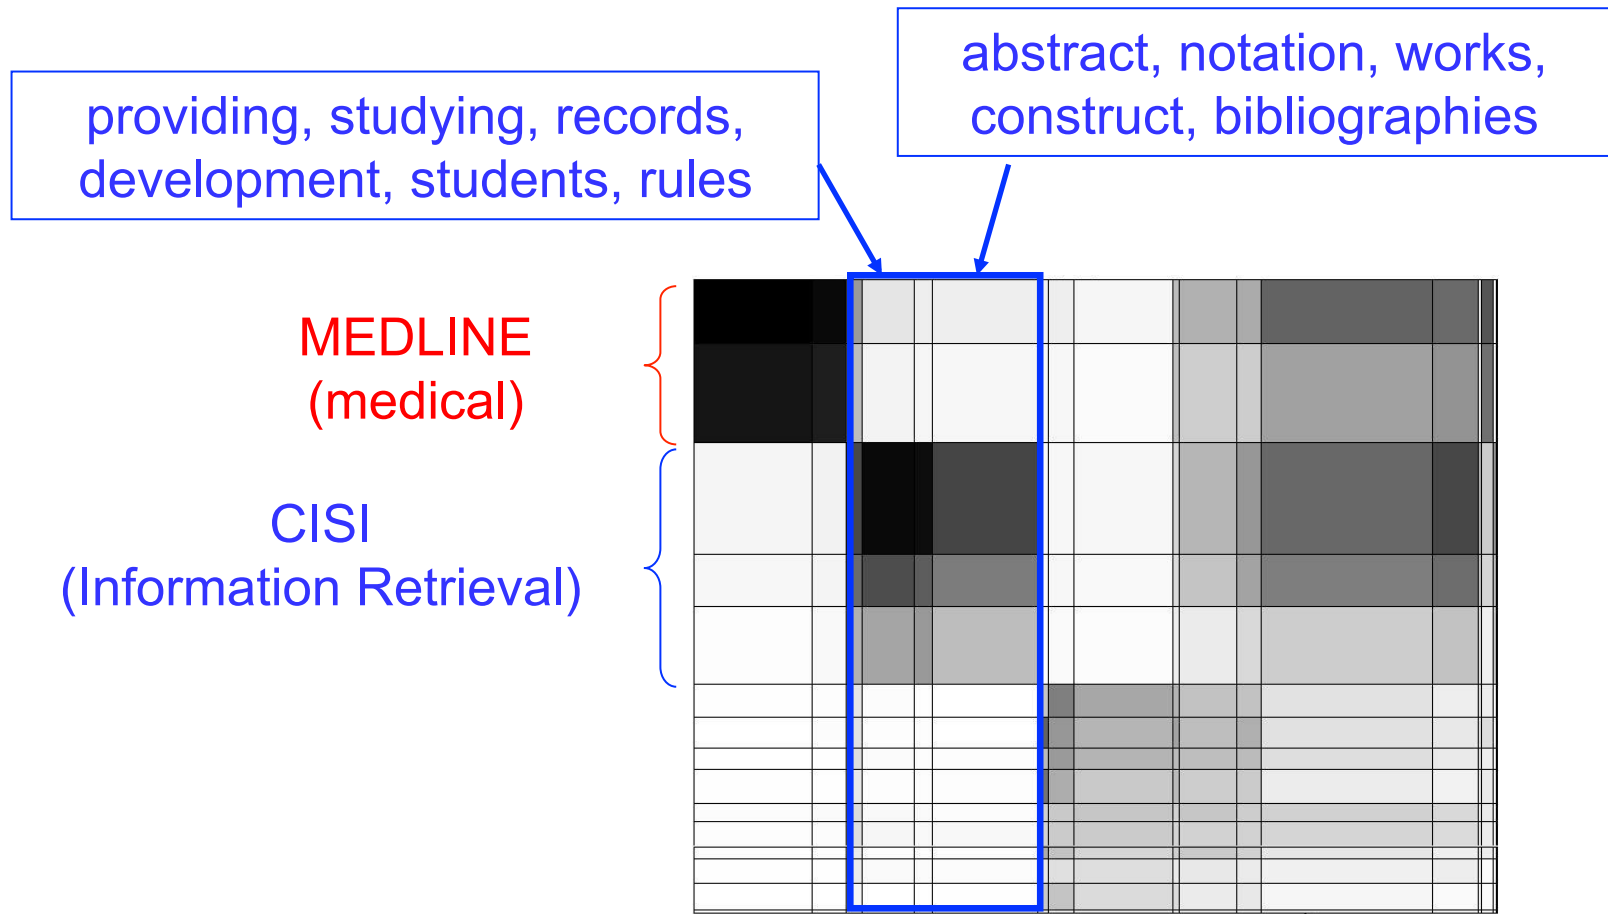 abstract, notation, works,
construct, bibliographies
providing, studying, records,
development, students, rules
MEDLINE
(medical)
CISI
(Information Retrieval)